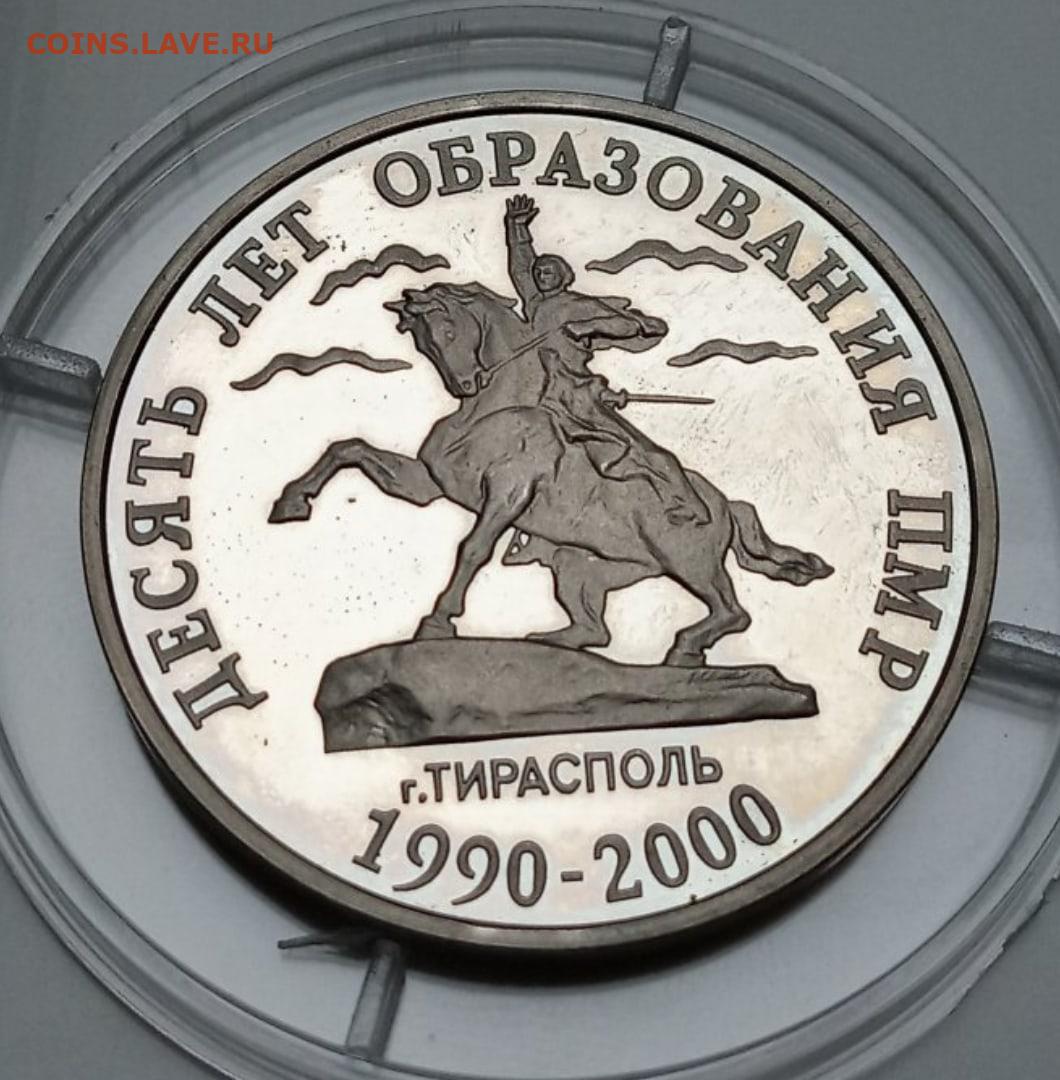 COINS.LAVE.RU
ДЕСЯТЬ ЛЕТ ОБРАЗОВАНИЯ ПМР
г.ТИРАСПОЛЬ
1990-2000